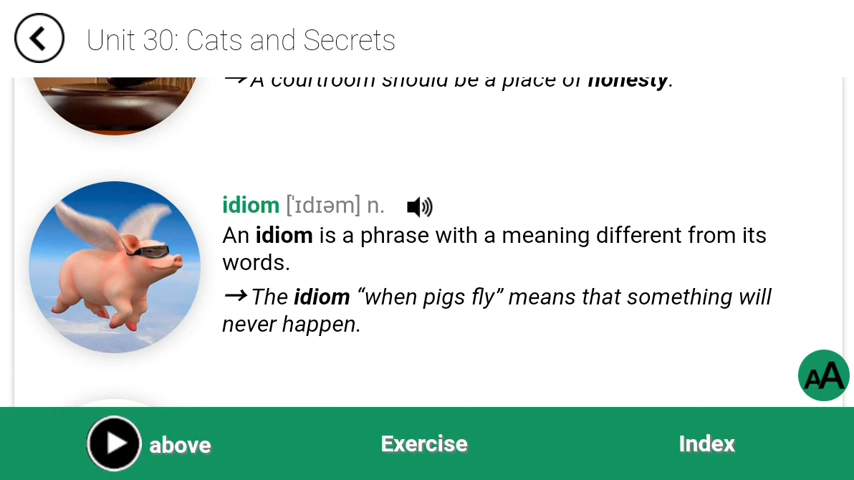 Unit 30: Cats and Secrets
→ A courtroom should be a place of honesty.
idiom [ˈɪdɪəm] n.
An idiom is a phrase with a meaning different from its
words.
→ The idiom “when pigs fly” means that something will
never happen.
AA
above Exercise Index